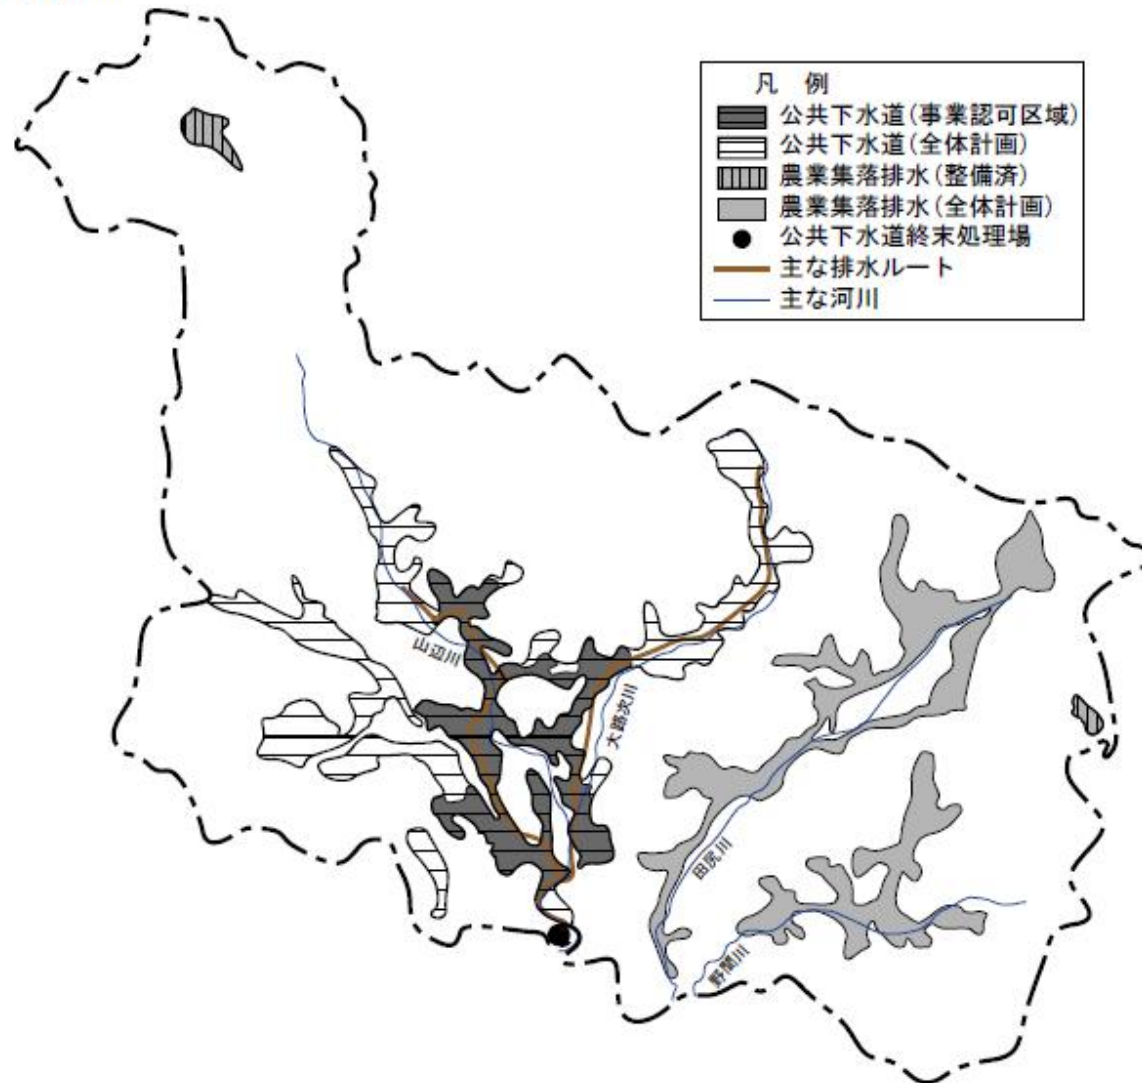 凡 例
公共下水道(事業認可区域)
公共下水道(全体計画)
農業集落排水(整備済)
農業集落排水(全体計画)
公共下水道終末処理場
主な排水ルート
主な河川
山辺川
大路次川
田尻川
野間川